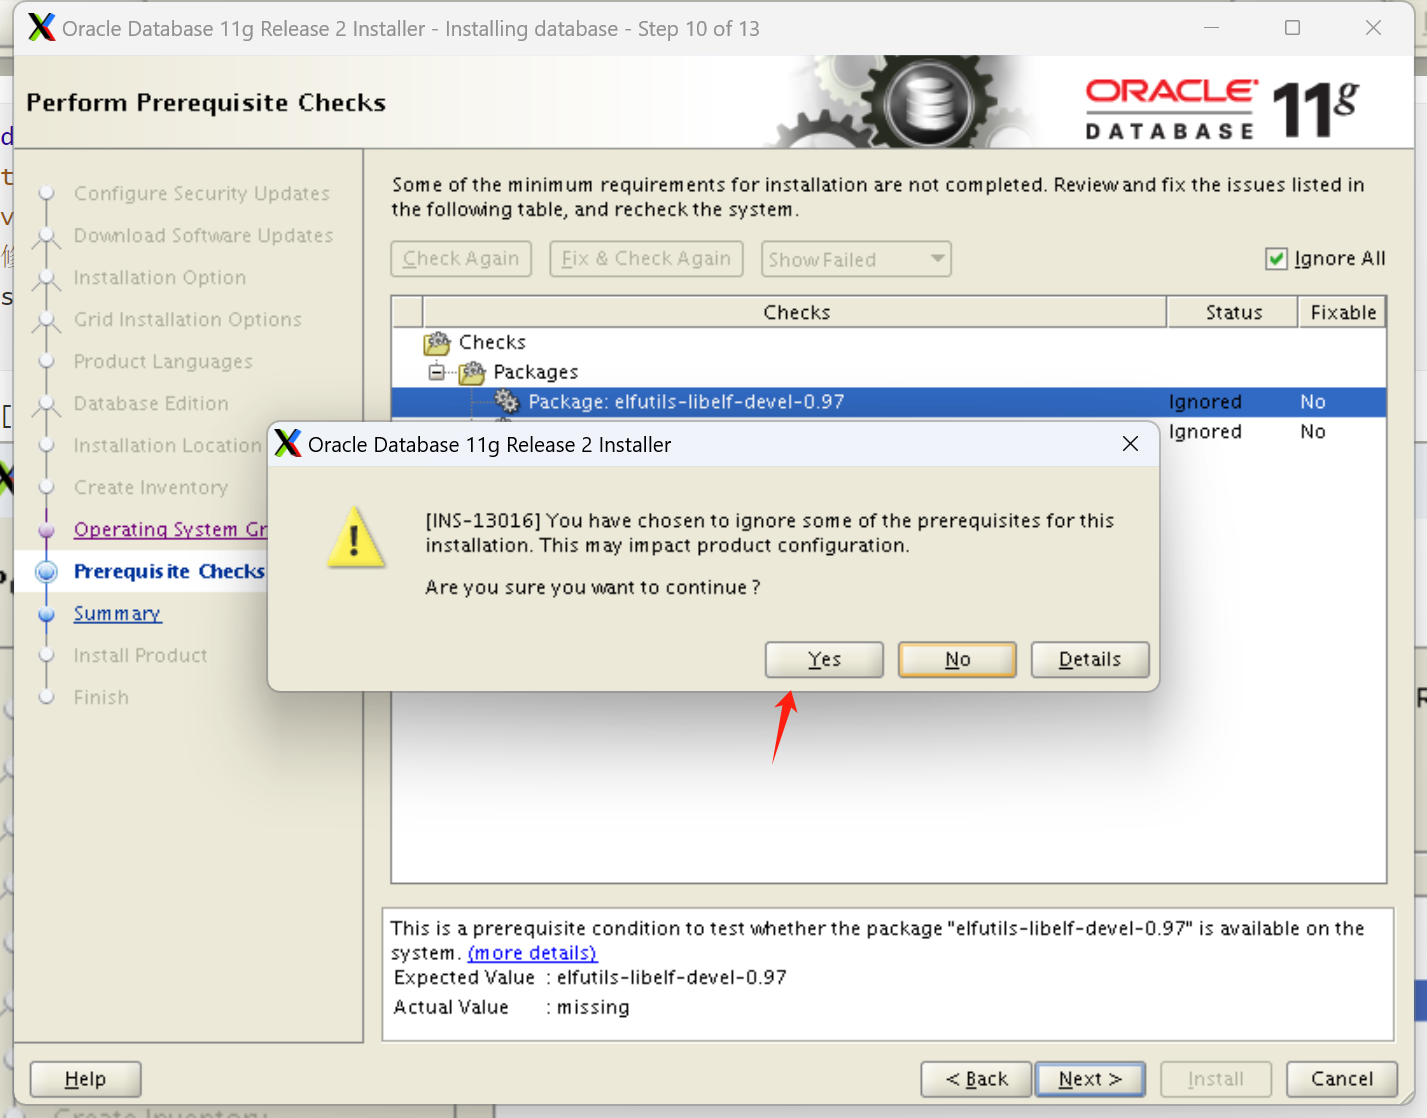 Oracle Database 11g Release 2 Installer - Installing database - Step 10 of 13
Perform Prerequisite Checks
ORACLE
DATABASE
11g
Configure Security Updates
Download Software Updates
Installation Option
Grid Installation Options
Product Languages
Database Edition
Installation Location
Create Inventory
Operating System Gr
Prerequisite Checks
Summary
Install Product
Finish
Some of the minimum requirements for installation are not completed. Review and fix the issues listed in
the following table, and recheck the system.
Check Again
Fix & Check Again
Show Failed
Ignore All
Checks Status Fixable
Checks
Packages
Package: elfutils-libelf-devel-0.97 Ignored No
Ignored No
Oracle Database 11g Release 2 Installer
[INS-13016] You have chosen to ignore some of the prerequisites for this
installation. This may impact product configuration.
Are you sure you want to continue ?
Yes No Details
This is a prerequisite condition to test whether the package "elfutils-libelf-devel-0.97" is available on the
system. (more details)
Expected Value : elfutils-libelf-devel-0.97
Actual Value : missing
Help < Back Next > Install Cancel
Create Inventory